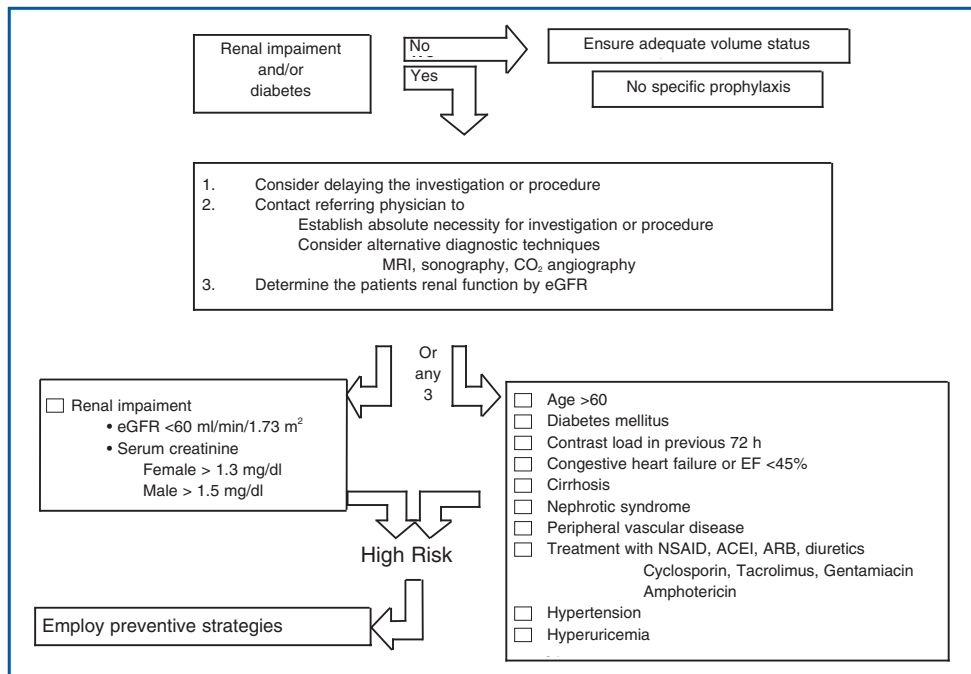 Renal impaiment
and/or
diabetes
No
Yes
Ensure adequate volume status
No specific prophylaxis
1. Consider delaying the investigation or procedure
2. Contact referring physician to
Establish absolute necessity for investigation or procedure
Consider alternative diagnostic techniques
MRI, sonography, CO₂ angiography
3. Determine the patients renal function by eGFR
Or
any
3
Renal impaiment
• eGFR <60 ml/min/1.73 m²
• Serum creatinine
Female > 1.3 mg/dl
Male > 1.5 mg/dl
Age >60
Diabetes mellitus
Contrast load in previous 72 h
Congestive heart failure or EF <45%
Cirrhosis
Nephrotic syndrome
Peripheral vascular disease
Treatment with NSAID, ACEI, ARB, diuretics
Cyclosporin, Tacrolimus, Gentamiacin
Amphotericin
Hypertension
Hyperuricemia
High Risk
Employ preventive strategies